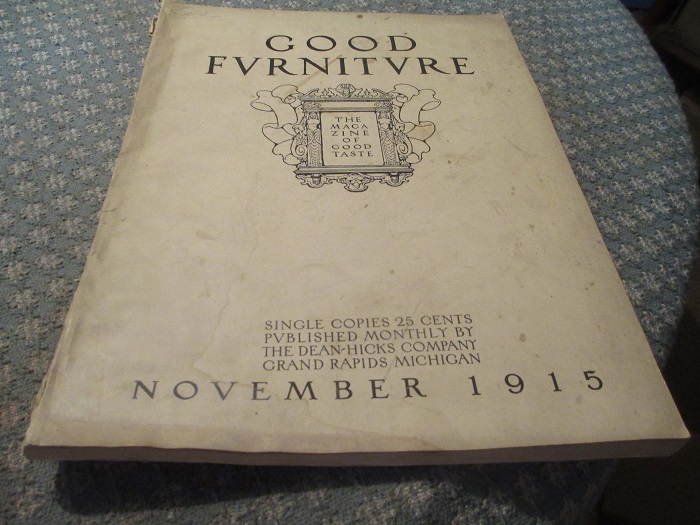 GOOD
FVRNITVRE
THE
MAGA
ZINE
OF
GOOD
TASTE
SINGLE COPIES 25 CENTS
PVBLISHED MONTHLY BY
THE DEAN-HICKS COMPANY
GRAND RAPIDS MICHIGAN
NOVEMBER 1915